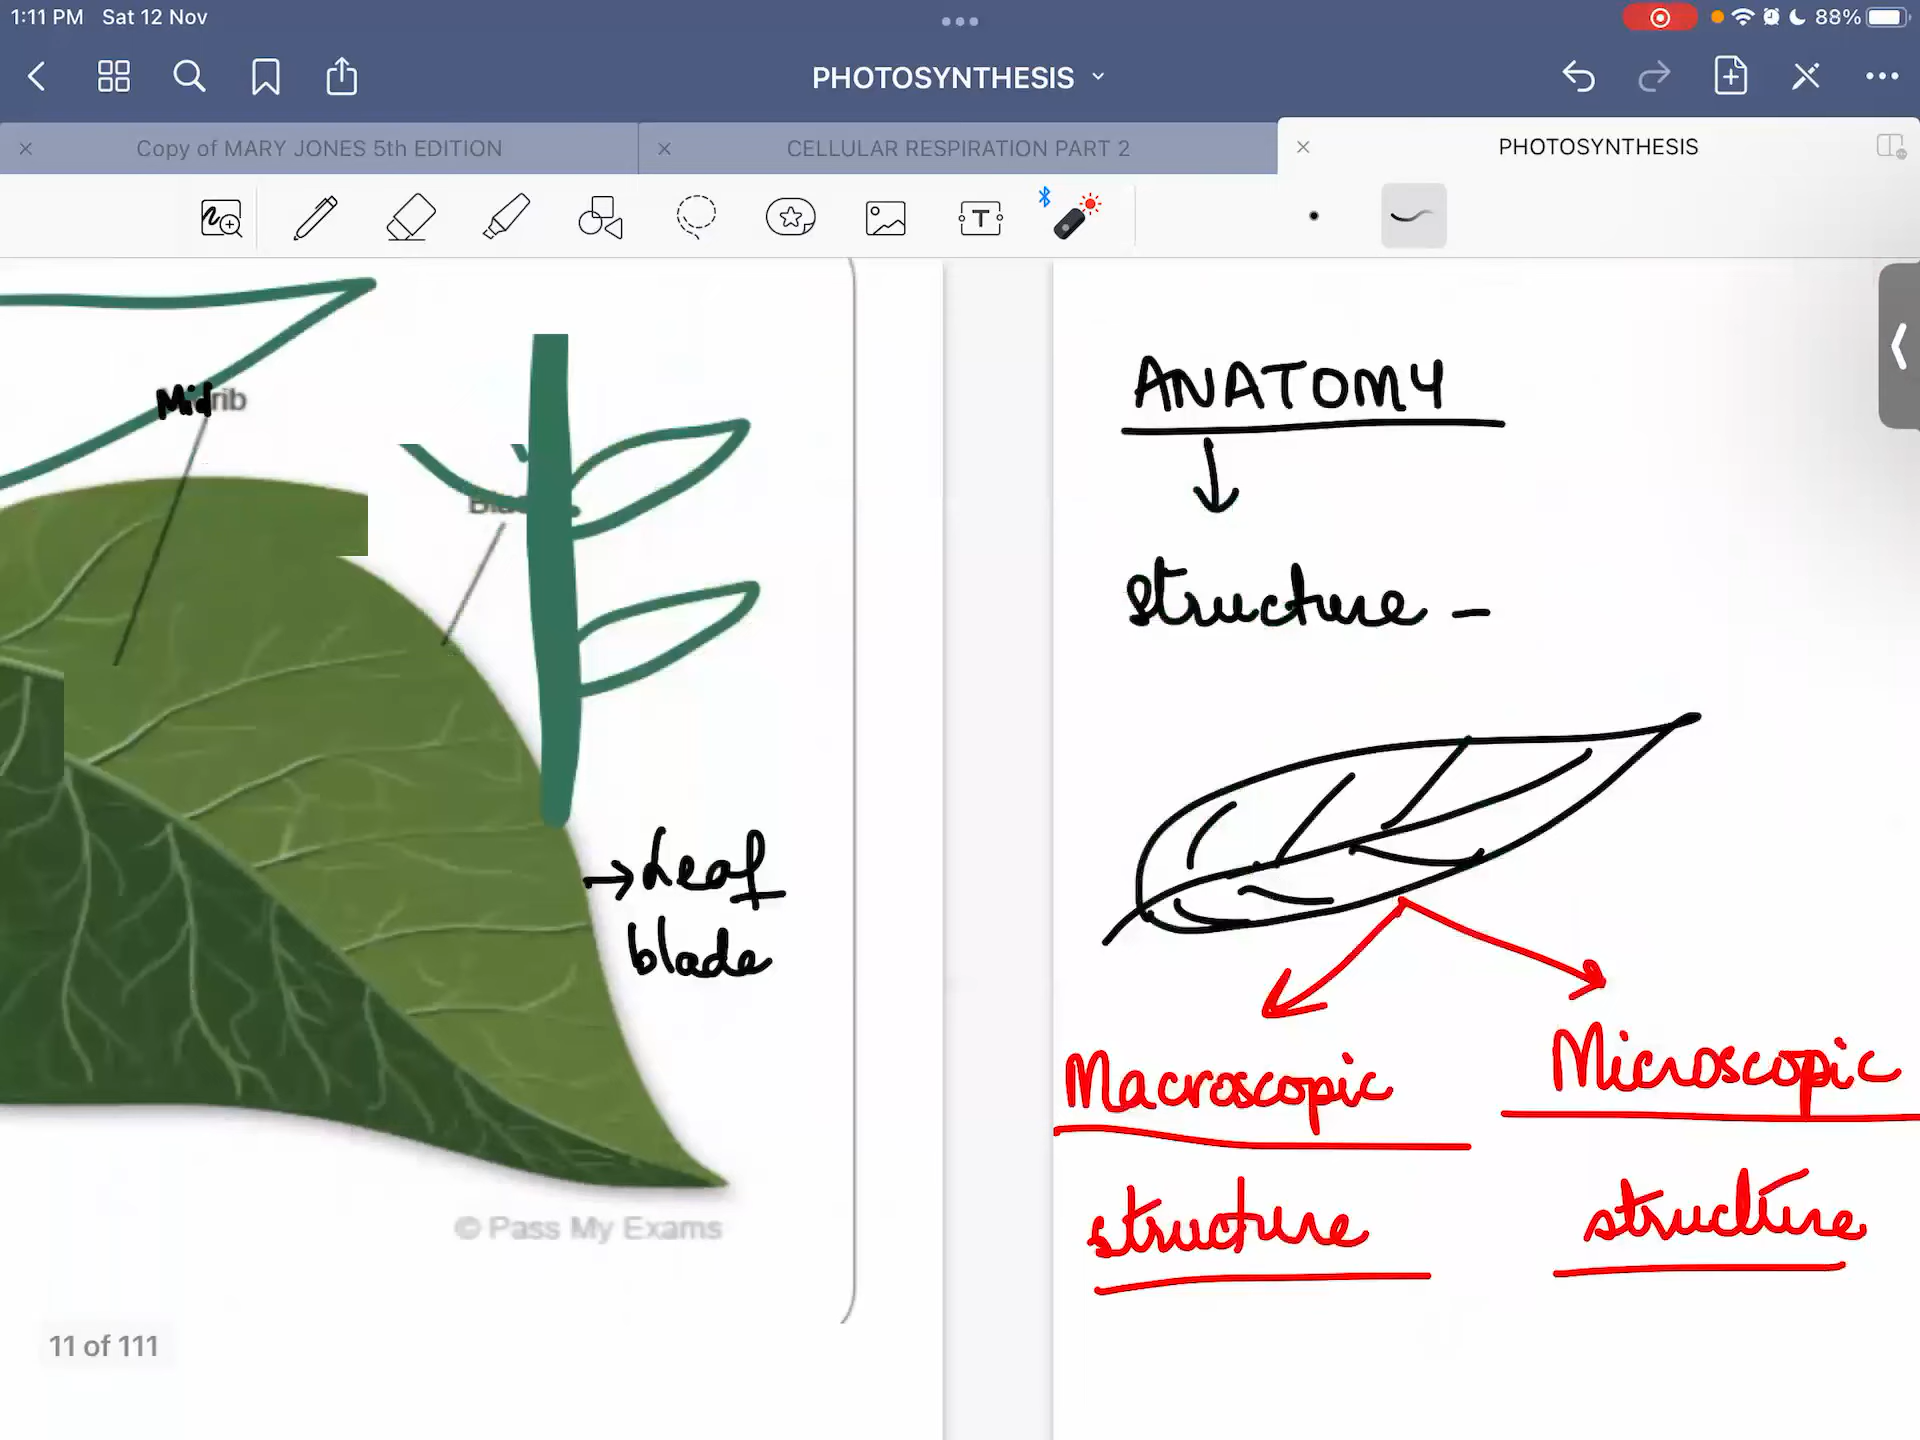 1:11 PM Sat 12 Nov
88%
PHOTOSYNTHESIS
Copy of MARY JONES 5th EDITION
CELLULAR RESPIRATION PART 2
PHOTOSYNTHESIS
T
Midrib
Leaf
blade
© Pass My Exams
11 of 111
ANATOMY
structure -
Macroscopic
structure
Microscopic
structure